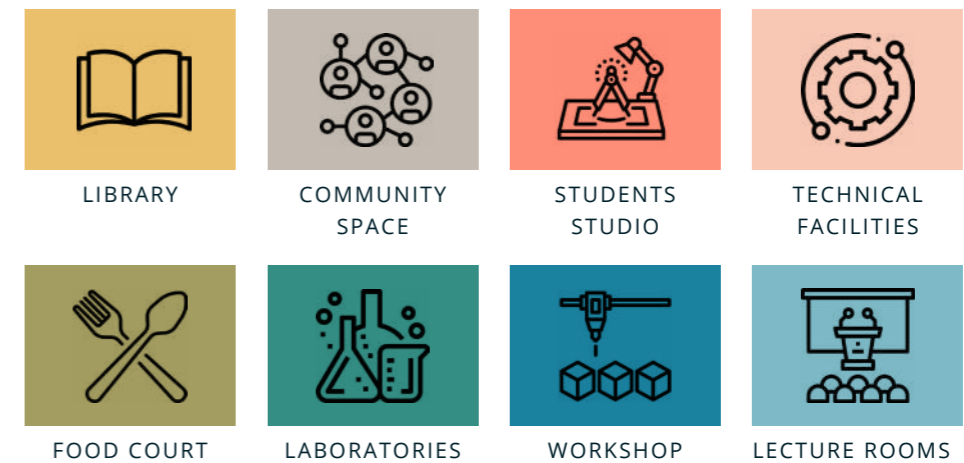 LIBRARY
COMMUNITY
SPACE
STUDENTS
STUDIO
TECHNICAL
FACILITIES
FOOD COURT
LABORATORIES
WORKSHOP
LECTURE ROOMS